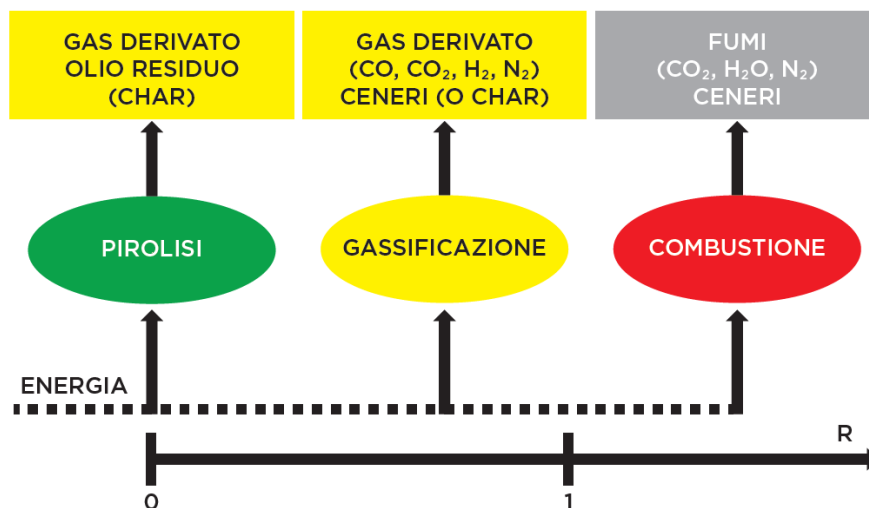 GAS DERIVATO
OLIO RESIDUO
(CHAR)
GAS DERIVATO
(CO, CO₂, H₂, N₂)
CENERI (O CHAR)
FUMI
(CO₂, H₂O, N₂)
CENERI
PIROLISI
GASSIFICAZIONE
COMBUSTIONE
ENERGIA
R
0
1